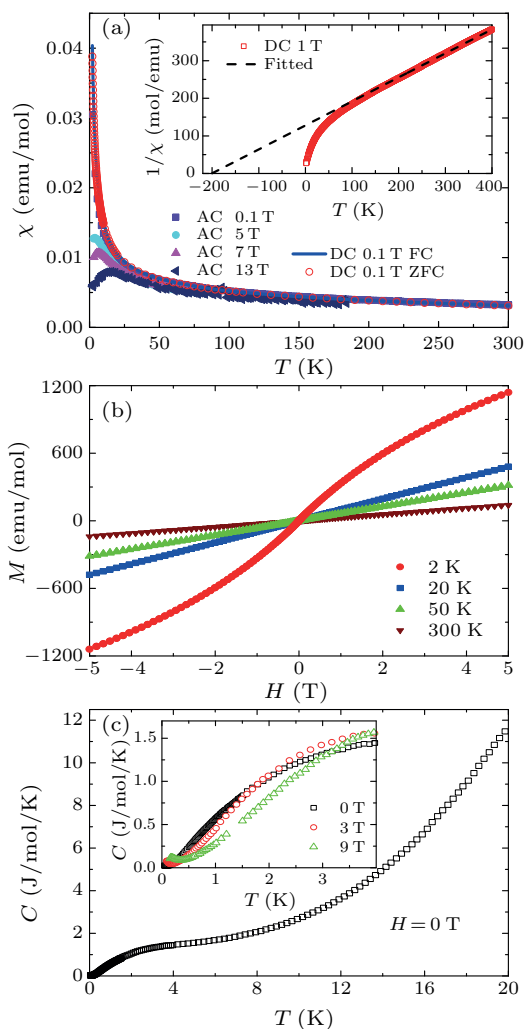 (a)
DC 1 T
Fitted
1/χ (mol/emu)
300
200
100
0
−200
−100
0
100
200
300
400
T (K)
χ (emu/mol)
0.04
0.03
0.02
0.01
0.00
AC 0.1 T
AC 5 T
AC 7 T
AC 13 T
DC 0.1 T FC
DC 0.1 T ZFC
0
50
100
150
200
250
300
T (K)
(b)
M (emu/mol)
1200
600
0
−600
−1200
2 K
20 K
50 K
300 K
−5
−4
−2
0
2
4
5
H (T)
(c)
C (J/mol/K)
1.5
1.0
0.5
0
0
1
2
3
T (K)
0 T
3 T
9 T
C (J/mol/K)
12
10
8
6
4
2
0
H = 0 T
0
4
8
12
16
20
T (K)